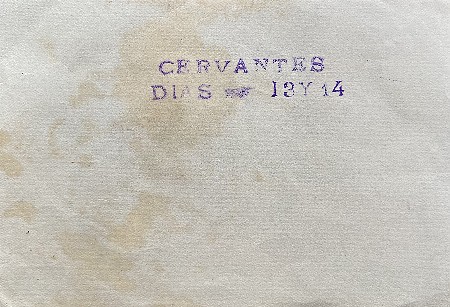 CERVANTES
DIAS ☛ 13 Y 14